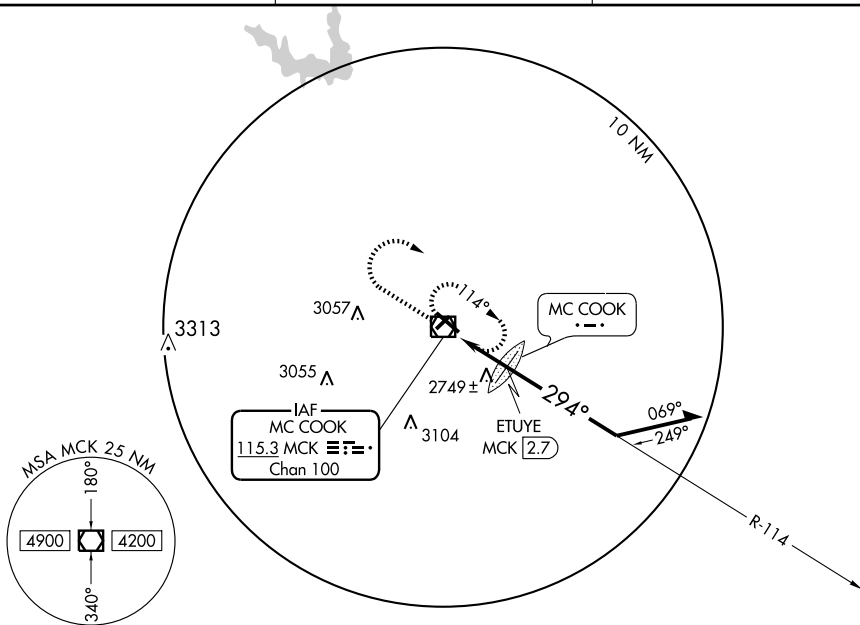 10 NM
114°
MC COOK
3057
3313
3055
2749 ±
294°
069°
249°
IAF
MC COOK
115.3 MCK
Chan 100
3104
ETUYE
MCK 2.7
R-114
MSA MCK 25 NM
180°
4900
4200
340°